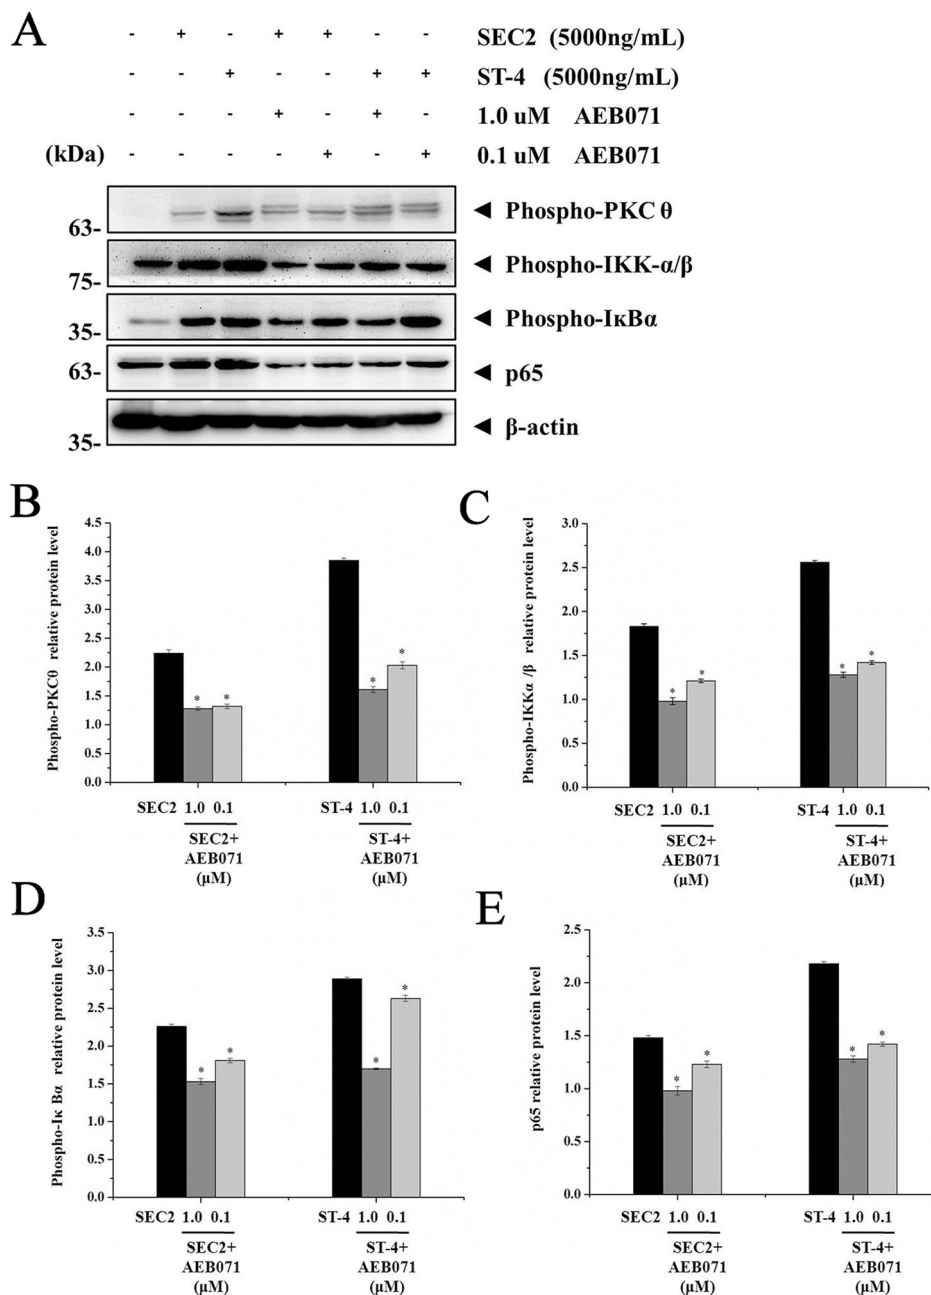 A
- + - + + - - SEC2 (5000ng/mL)
- - + - - + + ST-4 (5000ng/mL)
- - - + - + - 1.0 uM AEB071
(kDa) - - - - + - + 0.1 uM AEB071
63- Phospho-PKC θ
75- Phospho-IKK-α/β
35- Phospho-IκBα
63- p65
35- β-actin
B
Phospho-PKCθ relative protein level
4.5
4.0
3.5
3.0
2.5
2.0
1.5
1.0
0.5
0.0
* * * *
SEC2 1.0 0.1 ST-4 1.0 0.1
SEC2+ ST-4+
AEB071 AEB071
(μM) (μM)
C
Phospho-IKKα /β relative protein level
3.0
2.5
2.0
1.5
1.0
0.5
0.0
* * * *
SEC2 1.0 0.1 ST-4 1.0 0.1
SEC2+ ST-4+
AEB071 AEB071
(μM) (μM)
D
Phospho-Iκ Bα relative protein level
3.5
3.0
2.5
2.0
1.5
1.0
0.5
0.0
* * * *
SEC2 1.0 0.1 ST-4 1.0 0.1
SEC2+ ST-4+
AEB071 AEB071
(μM) (μM)
E
p65 relative protein level
2.5
2.0
1.5
1.0
0.5
0.0
* * * *
SEC2 1.0 0.1 ST-4 1.0 0.1
SEC2+ ST-4+
AEB071 AEB071
(μM) (μM)